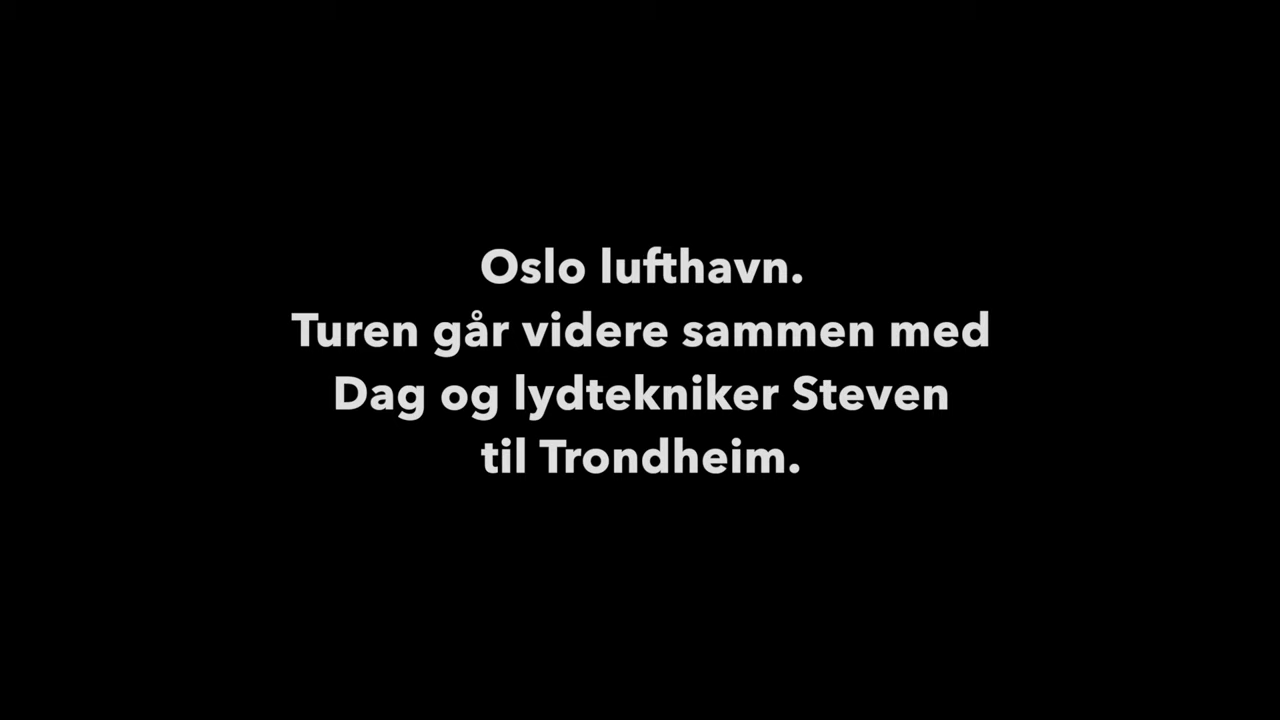 Oslo lufthavn.
Turen går videre sammen med
Dag og lydtekniker Steven
til Trondheim.